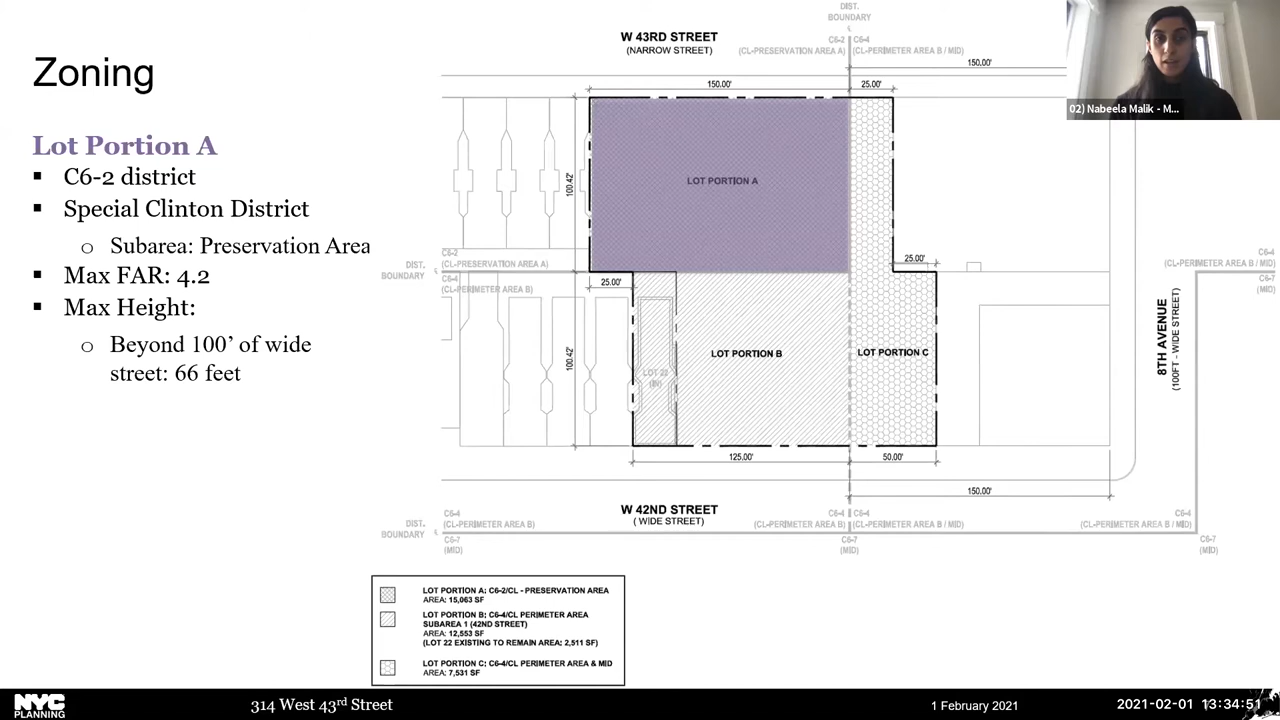 Zoning
Lot Portion A
▪ C6-2 district
▪ Special Clinton District
o Subarea: Preservation Area
▪ Max FAR: 4.2
▪ Max Height:
o Beyond 100’ of wide
street: 66 feet
DIST.
BOUNDARY
W 43RD STREET
(NARROW STREET)
C6-2
(CL-PRESERVATION AREA A)
C6-4
(CL-PERIMETER AREA B / MID)
150.00'
150.00'
25.00'
02) Nabeela Malik - M...
100.42'
LOT PORTION A
C6-2
(CL-PRESERVATION AREA A)
DIST.
BOUNDARY
C6-4
(CL-PERIMETER AREA B)
25.00'
25.00'
C6-4
(CL-PERIMETER AREA B / MID)
DIST.
BOUNDARY
C6-7
(MID)
100.42'
LOT 22
(IN)
LOT PORTION B
LOT PORTION C
8TH AVENUE
(100FT - WIDE STREET)
125.00'
50.00'
150.00'
W 42ND STREET
( WIDE STREET)
DIST.
BOUNDARY
C6-4
(CL-PERIMETER AREA B)
C6-7
(MID)
C6-4
(CL-PERIMETER AREA B)
C6-4
(CL-PERIMETER AREA B / MID)
C6-7
(MID)
C6-4
(CL-PERIMETER AREA B / MID)
C6-7
(MID)
LOT PORTION A; C6-2/CL - PRESERVATION AREA
AREA: 15,063 SF
LOT PORTION B; C6-4/CL PERIMETER AREA
SUBAREA 1 (42ND STREET)
AREA: 12,553 SF
(LOT 22 EXISTING TO REMAIN AREA: 2,511 SF)
LOT PORTION C; C6-4/CL PERIMETER AREA & MID
AREA: 7,531 SF
NYC
PLANNING
314 West 43rd Street
1 February 2021
2021-02-01 13:34:51